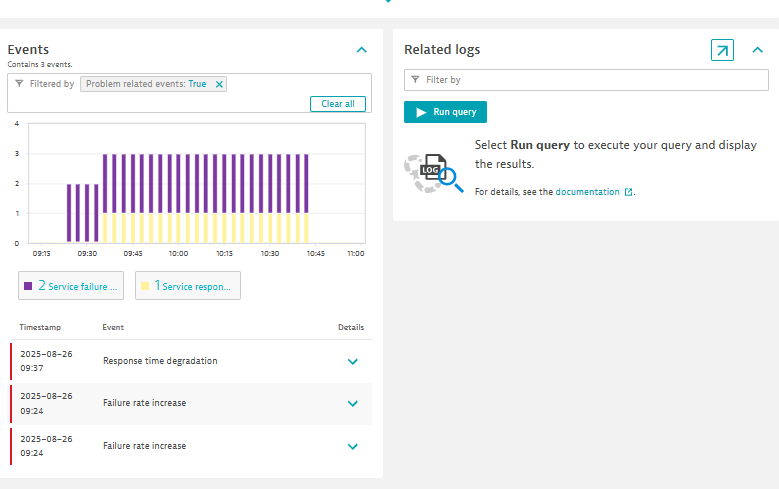 Events
Contains 3 events.
Filtered by Problem related events: True
Clear all
4
3
2
1
0
09:15 09:30 09:45 10:00 10:15 10:30 10:45 11:00
2 Service failure ...
1 Service respon...
Timestamp Event Details
2025-08-26
09:37
Response time degradation
2025-08-26
09:24
Failure rate increase
2025-08-26
09:24
Failure rate increase
Related logs
Filter by
Run query
LOG
Select Run query to execute your query and display
the results.
For details, see the documentation.